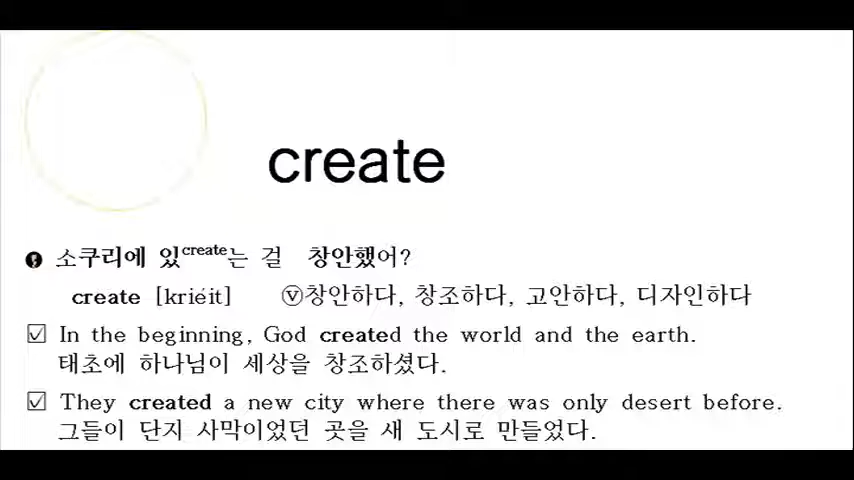 create
소쿠리에 있create는 걸 창안했어?
create [kriéit] ⓥ창안하다, 창조하다, 고안하다, 디자인하다
☑ In the beginning, God created the world and the earth.
태초에 하나님이 세상을 창조하셨다.
☑ They created a new city where there was only desert before.
그들이 단지 사막이었던 곳을 새 도시로 만들었다.